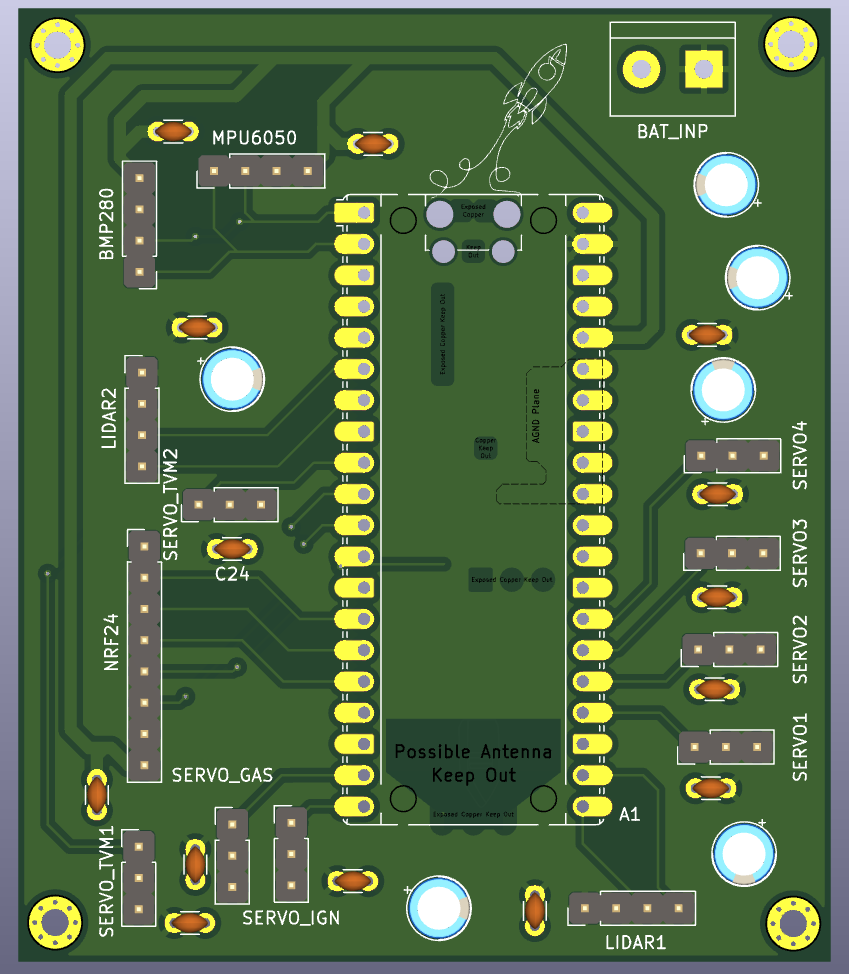 BAT_INP
MPU6050
BMP280
Exposed
Copper
Keep
Out
Exposed Copper Keep Out
LIDAR2
AGND Plane
SERVO_TVM2
Copper
Keep
Out
SERVO4
C24
SERVO3
Exposed Copper Keep Out
NRF24
SERVO2
SERVO1
Possible Antenna
Keep Out
SERVO_GAS
Exposed Copper Keep Out
A1
SERVO_TVM1
SERVO_IGN
LIDAR1
+
+
+
+
+
+